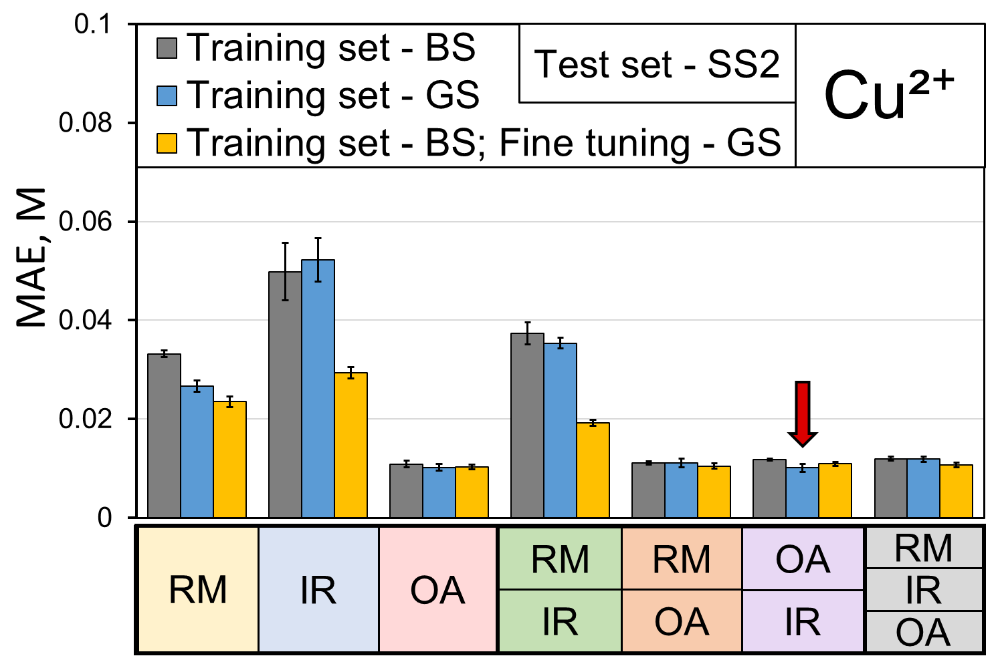 0.1
0.08
0.06
0.04
0.02
0
MAE, M
Training set - BS
Training set - GS
Training set - BS; Fine tuning - GS
Test set - SS2
Cu²⁺
RM
IR
OA
RM
IR
RM
OA
OA
IR
RM
IR
OA